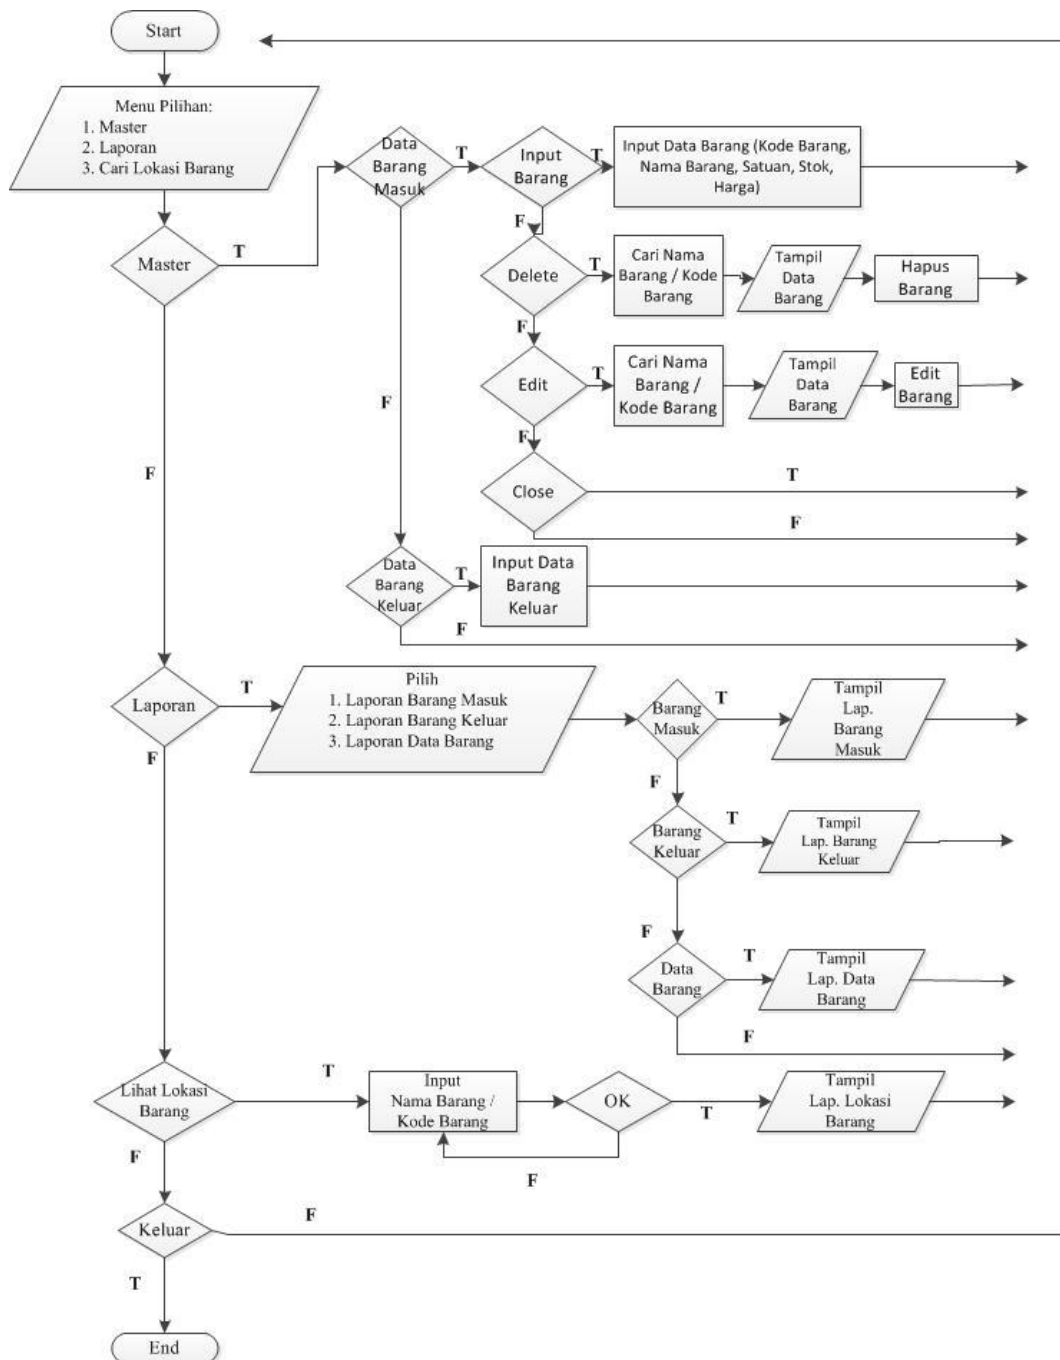 Start
Menu Pilihan:
1. Master
2. Laporan
3. Cari Lokasi Barang
Master
T
F
Data
Barang
Masuk
T
F
Input
Barang
T
F
Input Data Barang (Kode Barang,
Nama Barang, Satuan, Stok,
Harga)
Delete
T
F
Cari Nama
Barang / Kode
Barang
Tampil
Data
Barang
Hapus
Barang
Edit
T
F
Cari Nama
Barang /
Kode Barang
Tampil
Data
Barang
Edit
Barang
Close
T
F
Data
Barang
Keluar
T
F
Input Data
Barang
Keluar
Laporan
T
F
Pilih
1. Laporan Barang Masuk
2. Laporan Barang Keluar
3. Laporan Data Barang
Barang
Masuk
T
F
Tampil
Lap.
Barang
Masuk
Barang
Keluar
T
F
Tampil
Lap. Barang
Keluar
Data
Barang
T
F
Tampil
Lap. Data
Barang
Lihat Lokasi
Barang
T
F
Input
Nama Barang /
Kode Barang
OK
T
F
Tampil
Lap. Lokasi
Barang
Keluar
F
T
End